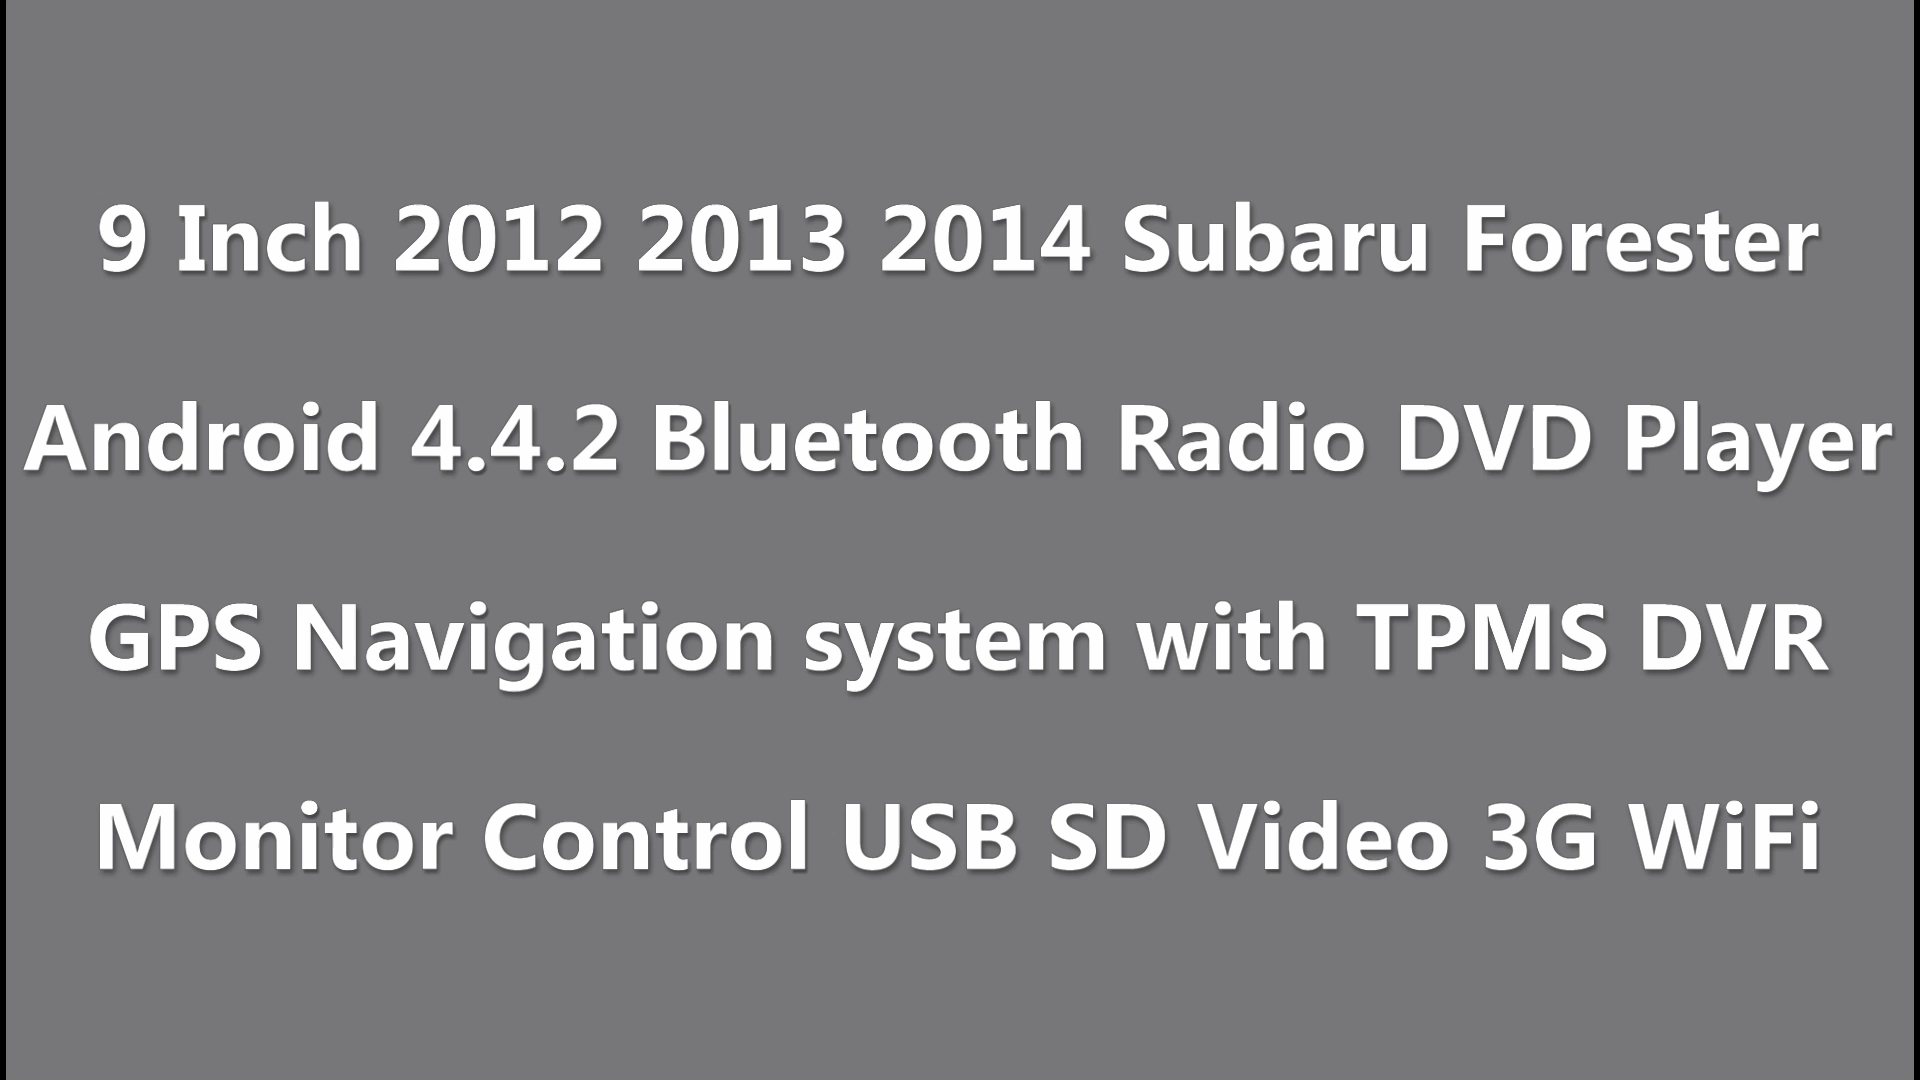 9 Inch 2012 2013 2014 Subaru Forester
Android 4.4.2 Bluetooth Radio DVD Player
GPS Navigation system with TPMS DVR
Monitor Control USB SD Video 3G WiFi